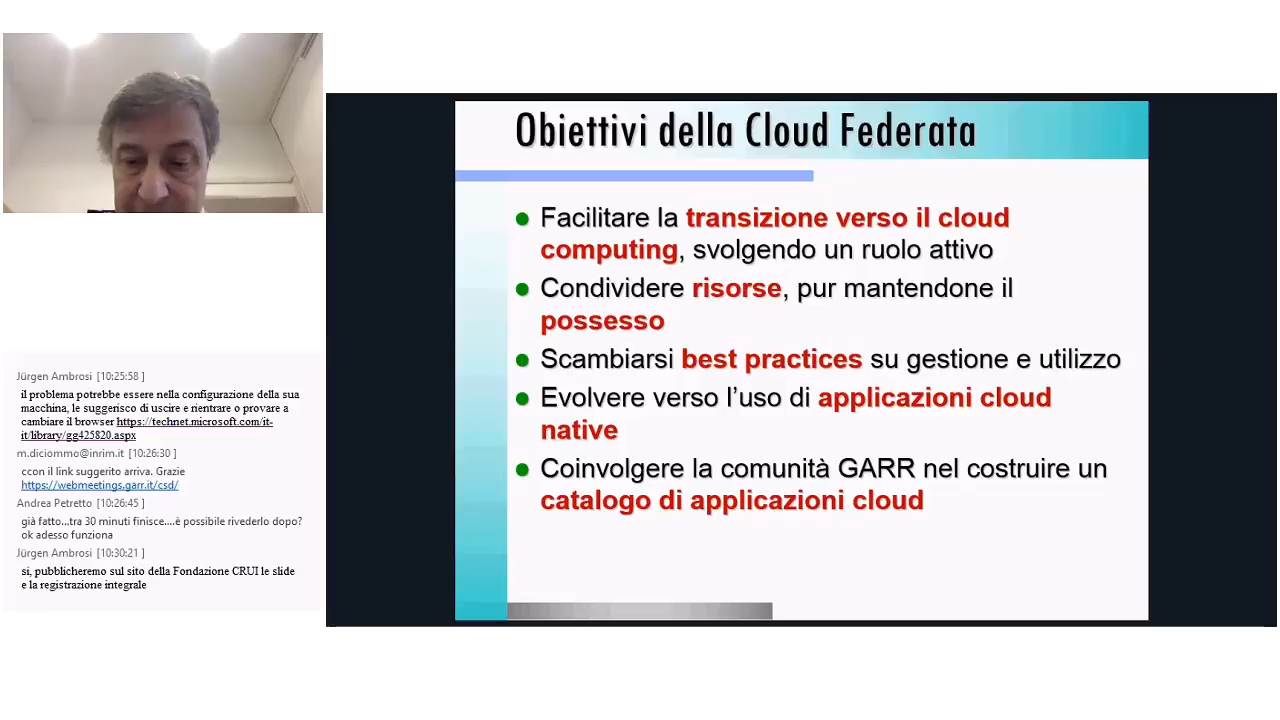 Obiettivi della Cloud Federata
Facilitare la transizione verso il cloud
computing, svolgendo un ruolo attivo
Condividere risorse, pur mantendone il
possesso
Scambiarsi best practices su gestione e utilizzo
Evolvere verso l'uso di applicazioni cloud
native
Coinvolgere la comunità GARR nel costruire un
catalogo di applicazioni cloud
Jürgen Ambrosi [10:25:58 ]
il problema potrebbe essere nella configurazione della sua
macchina, le suggerisco di uscire e rientrare o provare a
cambiare il browser https://technet.microsoft.com/it-
it/library/gg425820.aspx
m.diciommo@inrim.it [10:26:30 ]
ccon il link suggerito arriva. Grazie
https://webmeetings.garr.it/csd/
Andrea Petretto [10:26:45 ]
già fatto...tra 30 minuti finisce....è possibile rivederlo dopo?
ok adesso funziona
Jürgen Ambrosi [10:30:21 ]
si, pubblicheremo sul sito della Fondazione CRUI le slide
e la registrazione integrale